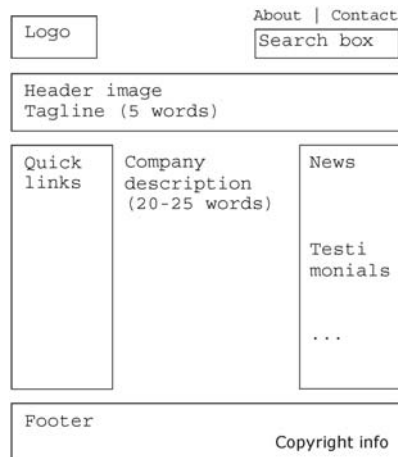 About | Contact
Logo
Search box
Header image
Tagline (5 words)
Quick
links
Company
description
(20-25 words)
News
Testi
monials
...
Footer
Copyright info